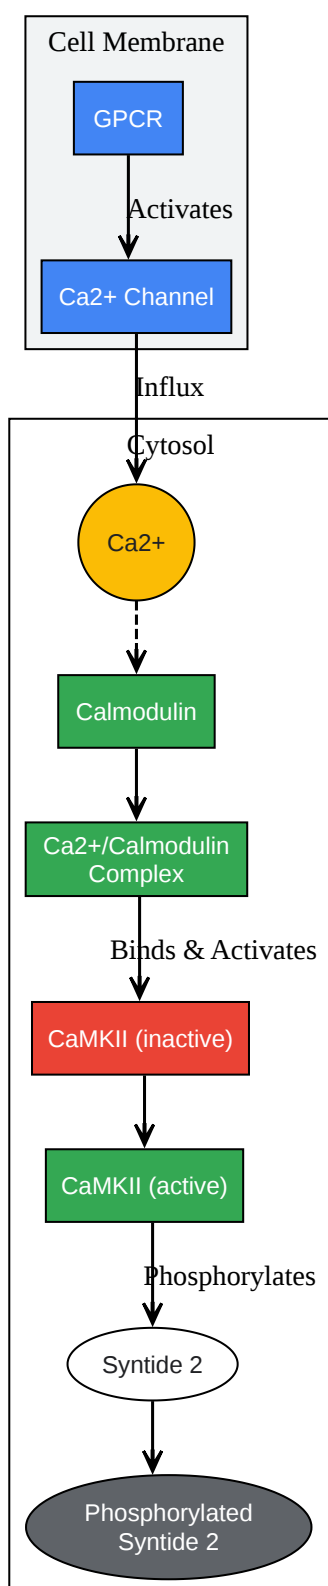 Cell Membrane
GPCR
Activates
Ca2+ Channel
Influx
Cytosol
Ca2+
Calmodulin
Ca2+/Calmodulin
Complex
Binds & Activates
CaMKII (inactive)
CaMKII (active)
Phosphorylates
Syntide 2
Phosphorylated
Syntide 2